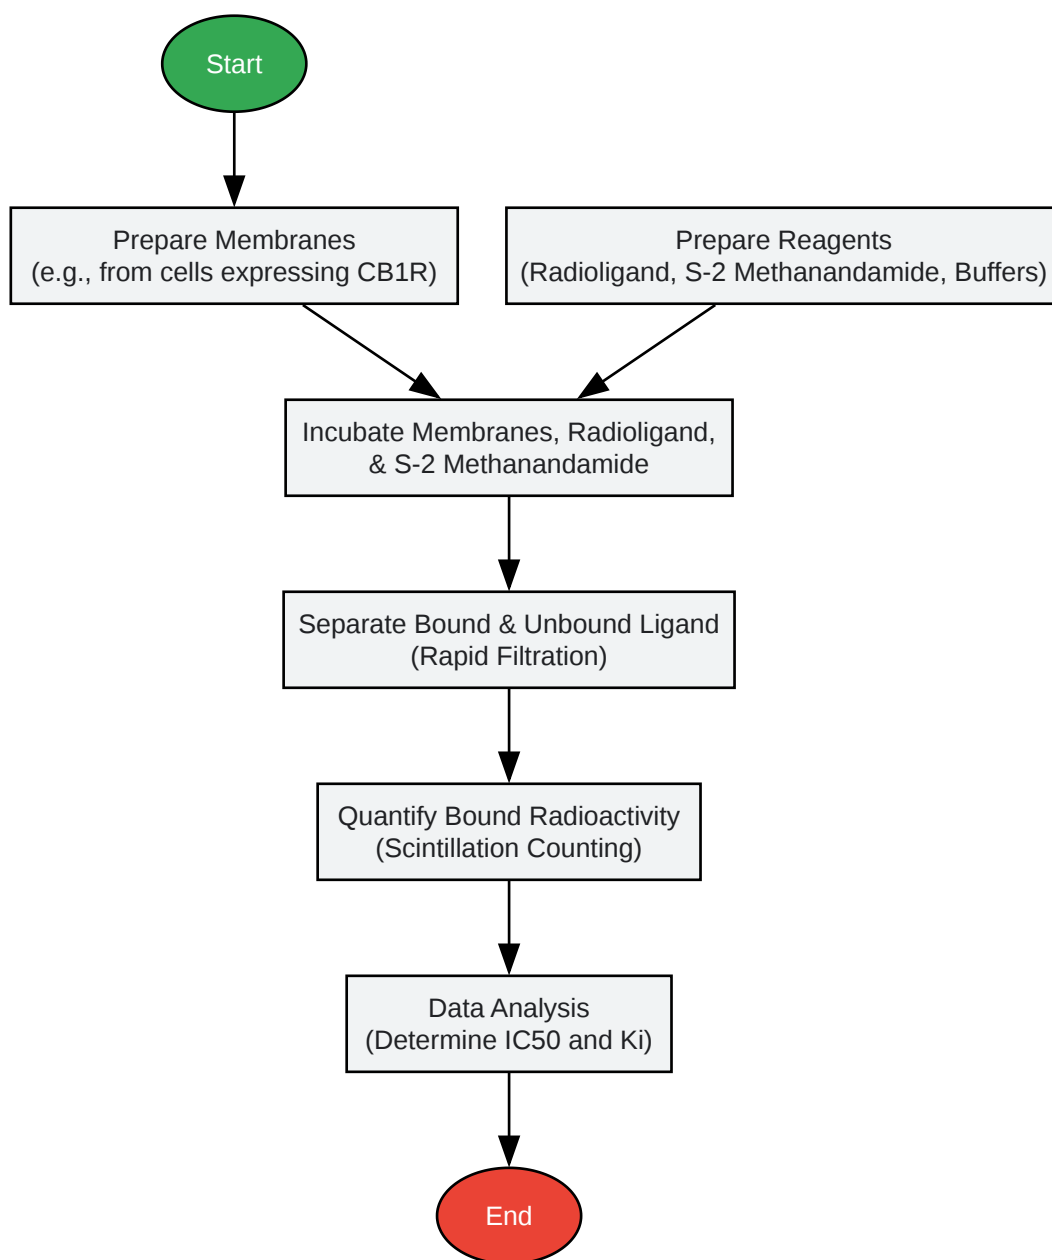 Start
Prepare Membranes
(e.g., from cells expressing CB1R)
Prepare Reagents
(Radioligand, S-2 Methanandamide, Buffers)
Incubate Membranes, Radioligand,
& S-2 Methanandamide
Separate Bound & Unbound Ligand
(Rapid Filtration)
Quantify Bound Radioactivity
(Scintillation Counting)
Data Analysis
(Determine IC50 and Ki)
End